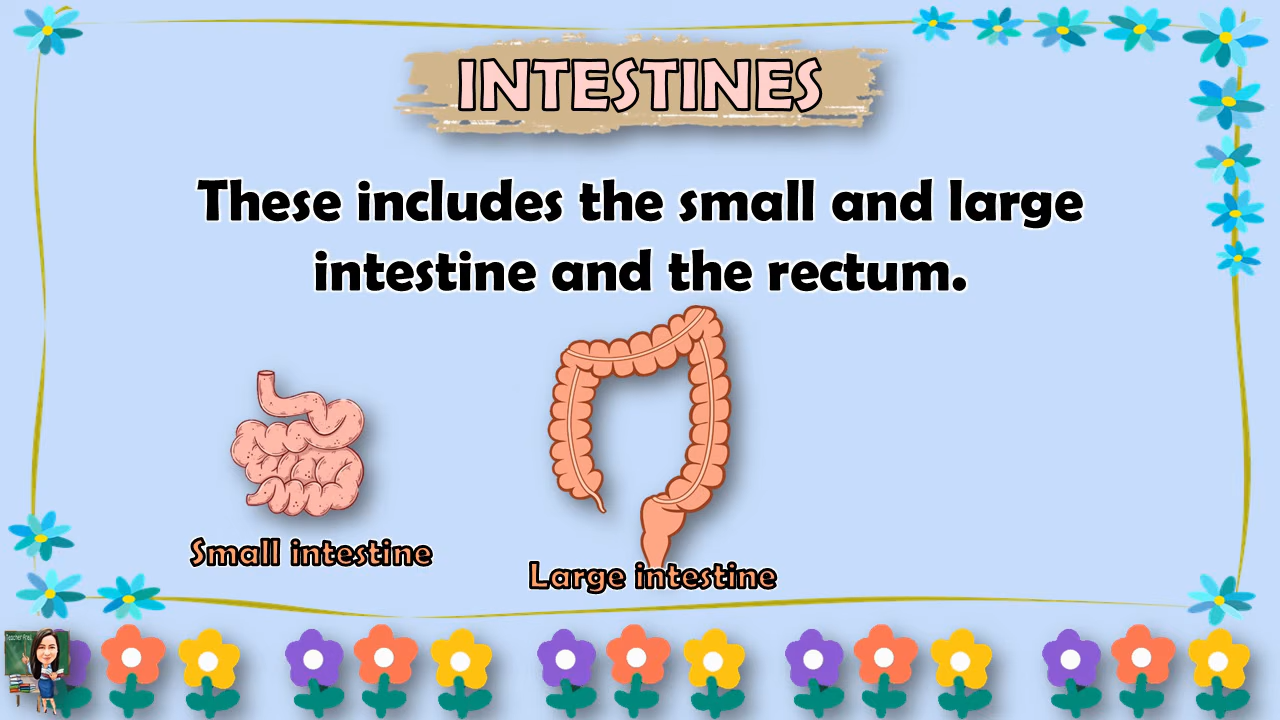 INTESTINES
These includes the small and large
intestine and the rectum.
Small intestine
Large intestine